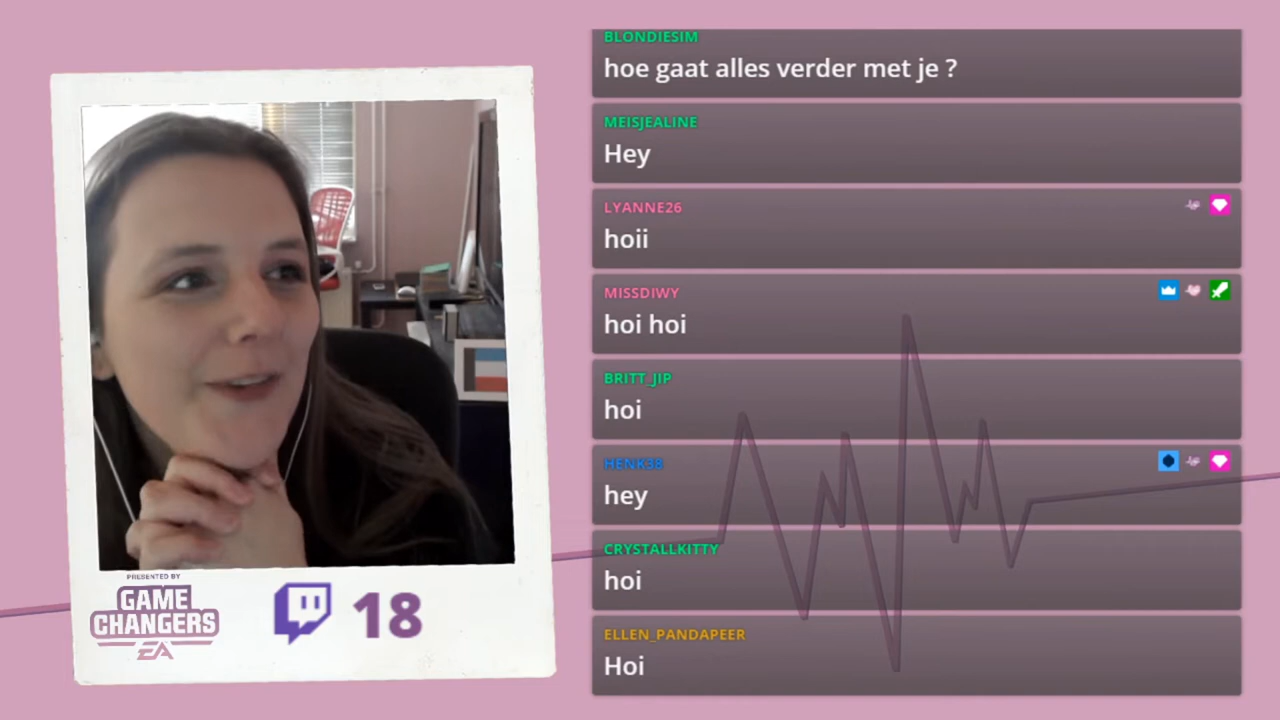 BLONDIESIM
hoe gaat alles verder met je ?
MEISJEALINE
Hey
LYANNE26
hoii
MISSDIWY
hoi hoi
BRITT_JIP
hoi
HENK38
hey
CRYSTALLKITTY
hoi
ELLEN_PANDAPEER
Hoi
PRESENTED BY
GAME
CHANGERS
EA
18